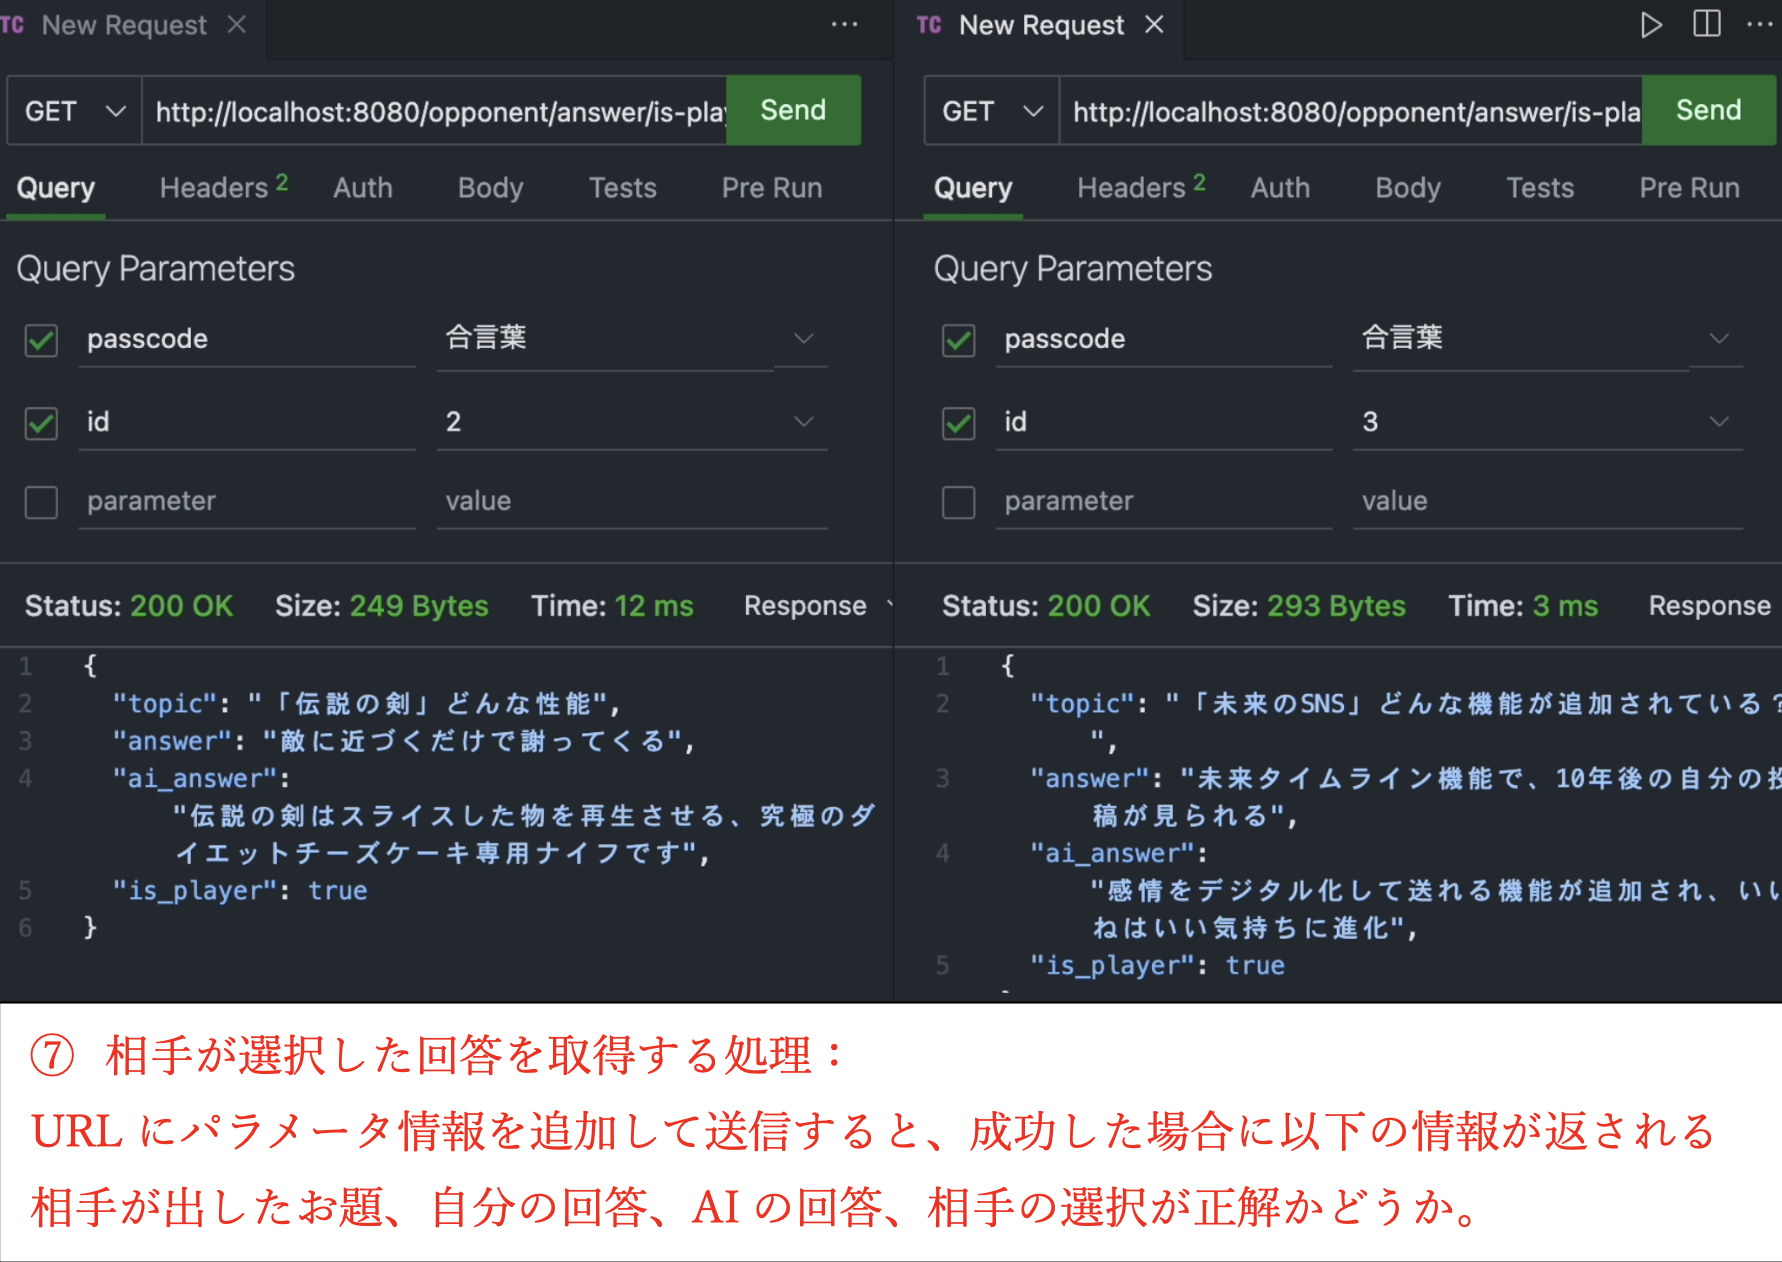 TC New Request × ···
GET http://localhost:8080/opponent/answer/is-play Send
Query Headers 2 Auth Body Tests Pre Run
Query Parameters
passcode 合言葉
id 2
parameter value
Status: 200 OK Size: 249 Bytes Time: 12 ms Response
1 {
2 "topic": "「伝説の剣」どんな性能",
3 "answer": "敵に近づくだけで謝ってくる",
4 "ai_answer":
"伝説の剣はスライスした物を再生させる、究極のダ
イエットチーズケーキ専用ナイフです",
5 "is_player": true
6 }
TC New Request × ···
GET http://localhost:8080/opponent/answer/is-pla Send
Query Headers 2 Auth Body Tests Pre Run
Query Parameters
passcode 合言葉
id 3
parameter value
Status: 200 OK Size: 293 Bytes Time: 3 ms Response
1 {
2 "topic": "「未来のSNS」どんな機能が追加されている?
",
3 "answer": "未来タイムライン機能で、10年後の自分の投
稿が見られる",
4 "ai_answer":
"感情をデジタル化して送れる機能が追加され、いい
ねはいい気持ちに進化",
5 "is_player": true
⑦ 相手が選択した回答を取得する処理：
URL にパラメータ情報を追加して送信すると、成功した場合に以下の情報が返される
相手が出したお題、自分の回答、AI の回答、相手の選択が正解かどうか。